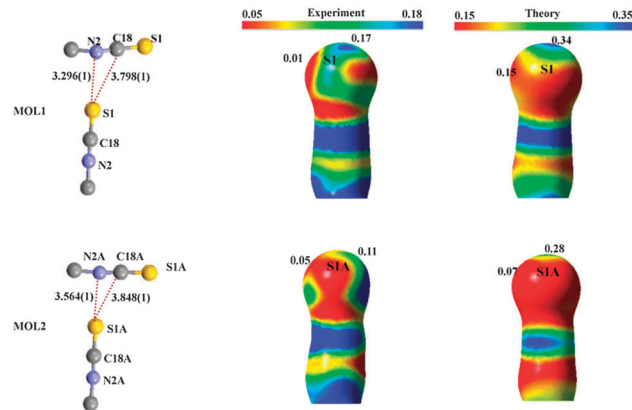 Experiment
Theory
0.05
0.18
0.15
0.35
N2
C18
S1
0.17
0.34
0.01
S1
0.15
S1
3.296(1)
3.798(1)
MOL1
S1
C18
N2
N2A
C18A
S1A
0.11
0.28
0.05
S1A
0.07
S1A
3.564(1)
3.848(1)
MOL2
S1A
C18A
N2A